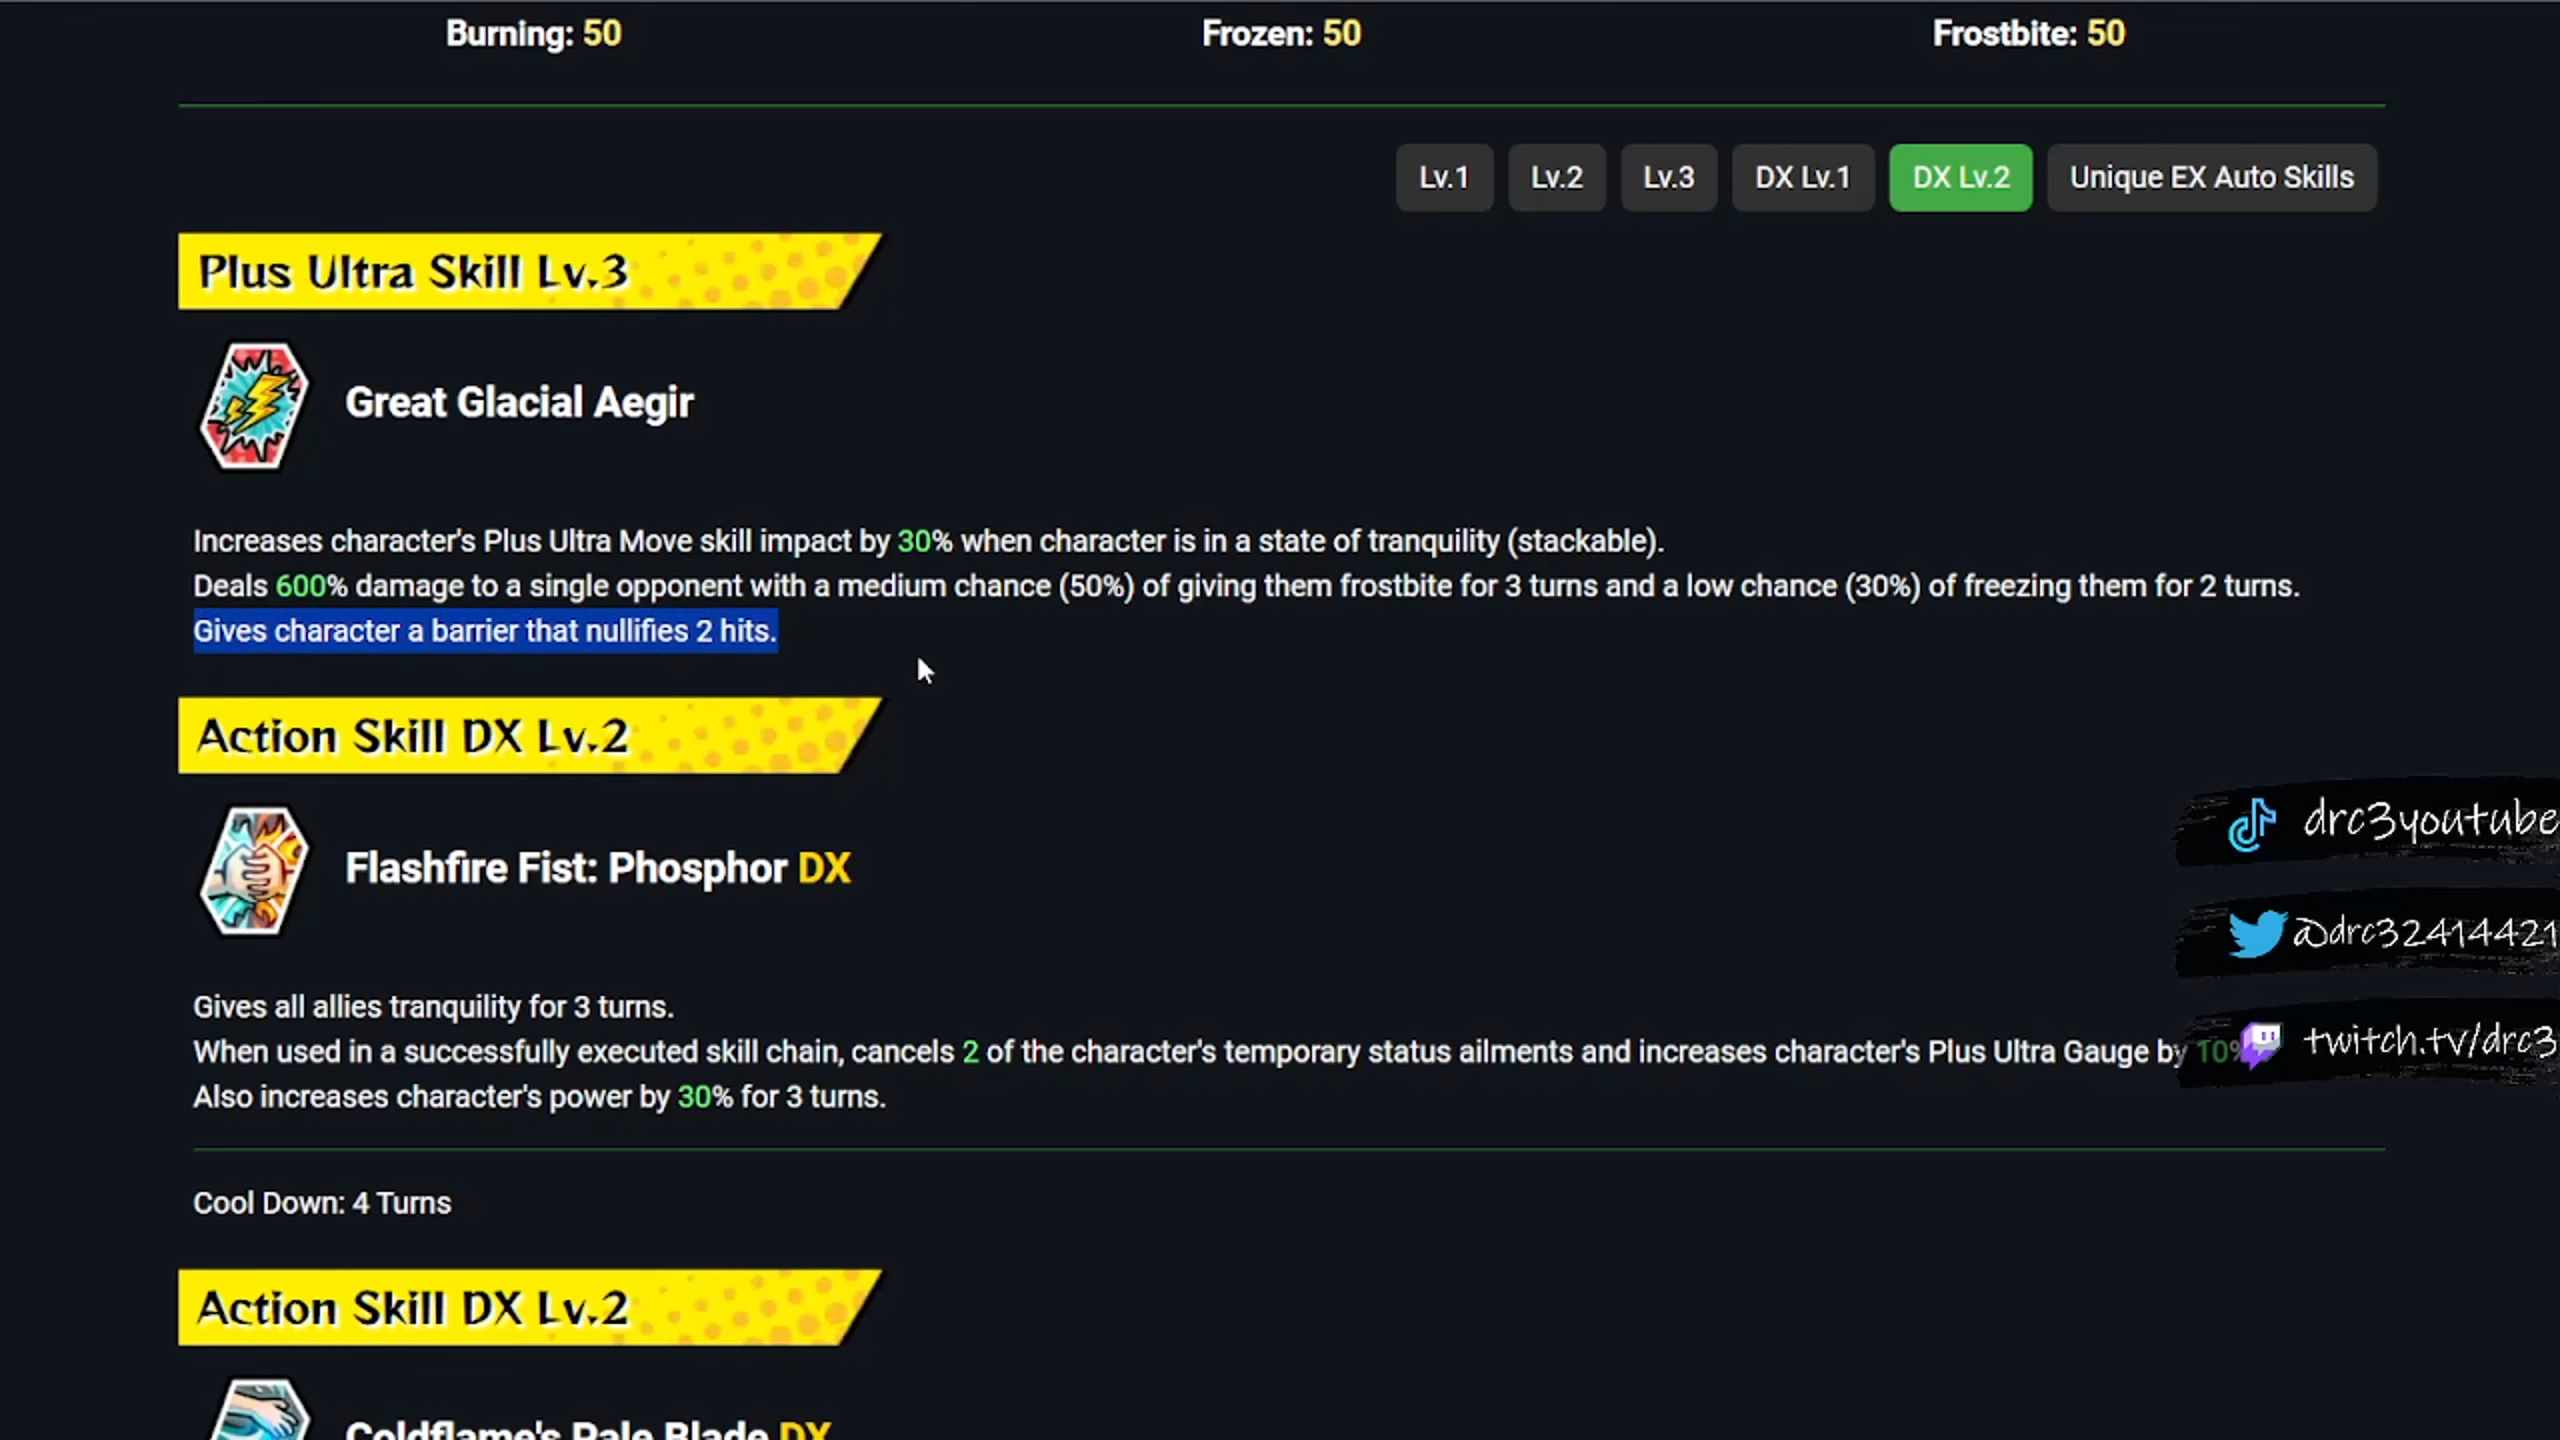 Burning: 50 Frozen: 50 Frostbite: 50
Lv.1 Lv.2 Lv.3 DX Lv.1 DX Lv.2 Unique EX Auto Skills
Plus Ultra Skill Lv.3
Great Glacial Aegir
Increases character's Plus Ultra Move skill impact by 30% when character is in a state of tranquility (stackable).
Deals 600% damage to a single opponent with a medium chance (50%) of giving them frostbite for 3 turns and a low chance (30%) of freezing them for 2 turns.
Gives character a barrier that nullifies 2 hits.
Action Skill DX Lv.2
drc3youtube
Flashfire Fist: Phosphor DX
@drc32414421
Gives all allies tranquility for 3 turns.
When used in a successfully executed skill chain, cancels 2 of the character's temporary status ailments and increases character's Plus Ultra Gauge by 10%
twitch.tv/drc3
Also increases character's power by 30% for 3 turns.
Cool Down: 4 Turns
Action Skill DX Lv.2
Coldflame's Pale Blade DX